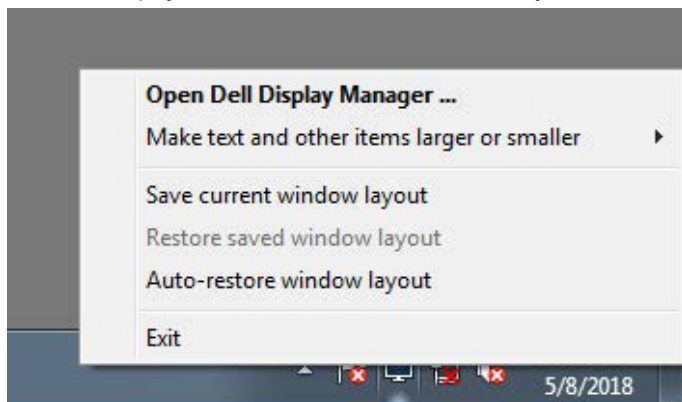 Open Dell Display Manager ...
Make text and other items larger or smaller
Save current window layout
Restore saved window layout
Auto-restore window layout
Exit
5/8/2018